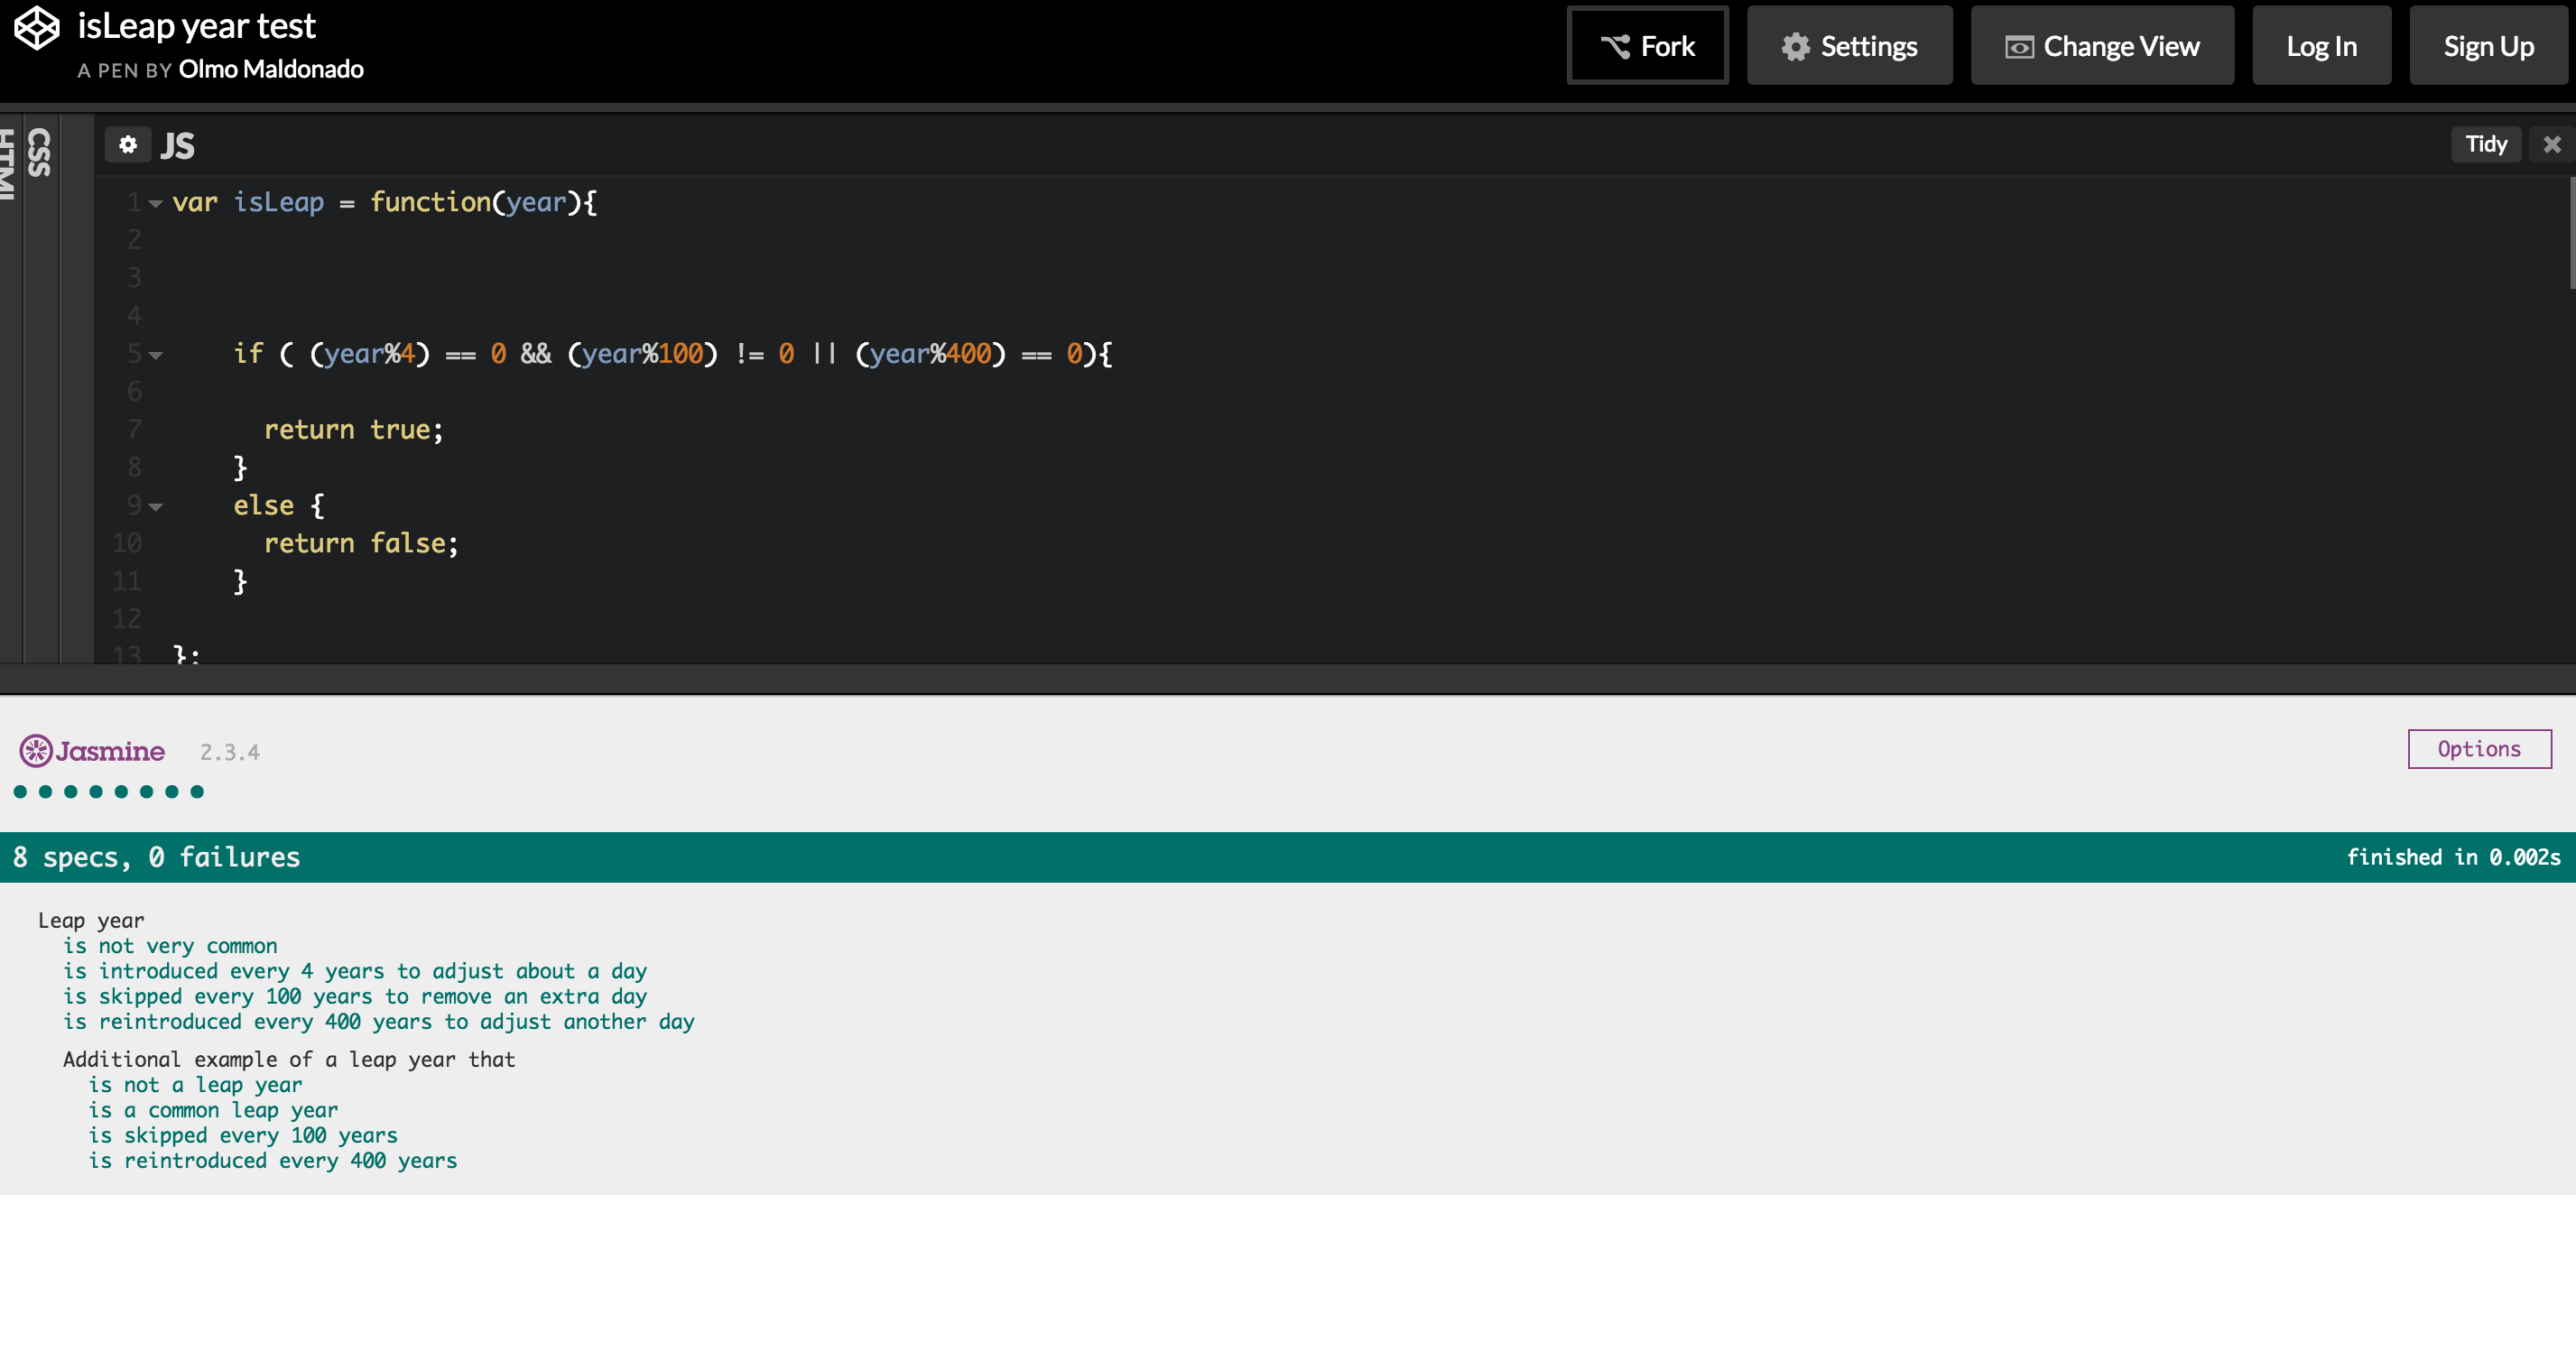 isLeap year test
A PEN BY Olmo Maldonado
Fork
Settings
Change View
Log In
Sign Up
HTML
CSS
JS
Tidy
1 var isLeap = function(year){
2
3
4
5 if ( (year%4) == 0 && (year%100) != 0 || (year%400) == 0){
6
7 return true;
8 }
9 else {
10 return false;
11 }
12
13 };
Jasmine 2.3.4
Options
8 specs, 0 failures
finished in 0.002s
Leap year
is not very common
is introduced every 4 years to adjust about a day
is skipped every 100 years to remove an extra day
is reintroduced every 400 years to adjust another day
Additional example of a leap year that
is not a leap year
is a common leap year
is skipped every 100 years
is reintroduced every 400 years